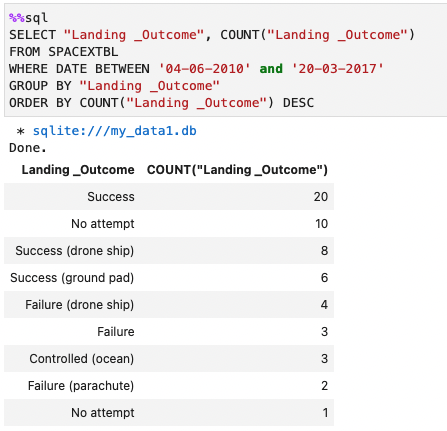 %%sql
SELECT "Landing _Outcome", COUNT("Landing _Outcome")
FROM SPACEXTBL
WHERE DATE BETWEEN '04-06-2010' and '20-03-2017'
GROUP BY "Landing _Outcome"
ORDER BY COUNT("Landing _Outcome") DESC
* sqlite:///my_data1.db
Done.
Landing _Outcome COUNT("Landing _Outcome")
Success 20
No attempt 10
Success (drone ship) 8
Success (ground pad) 6
Failure (drone ship) 4
Failure 3
Controlled (ocean) 3
Failure (parachute) 2
No attempt 1